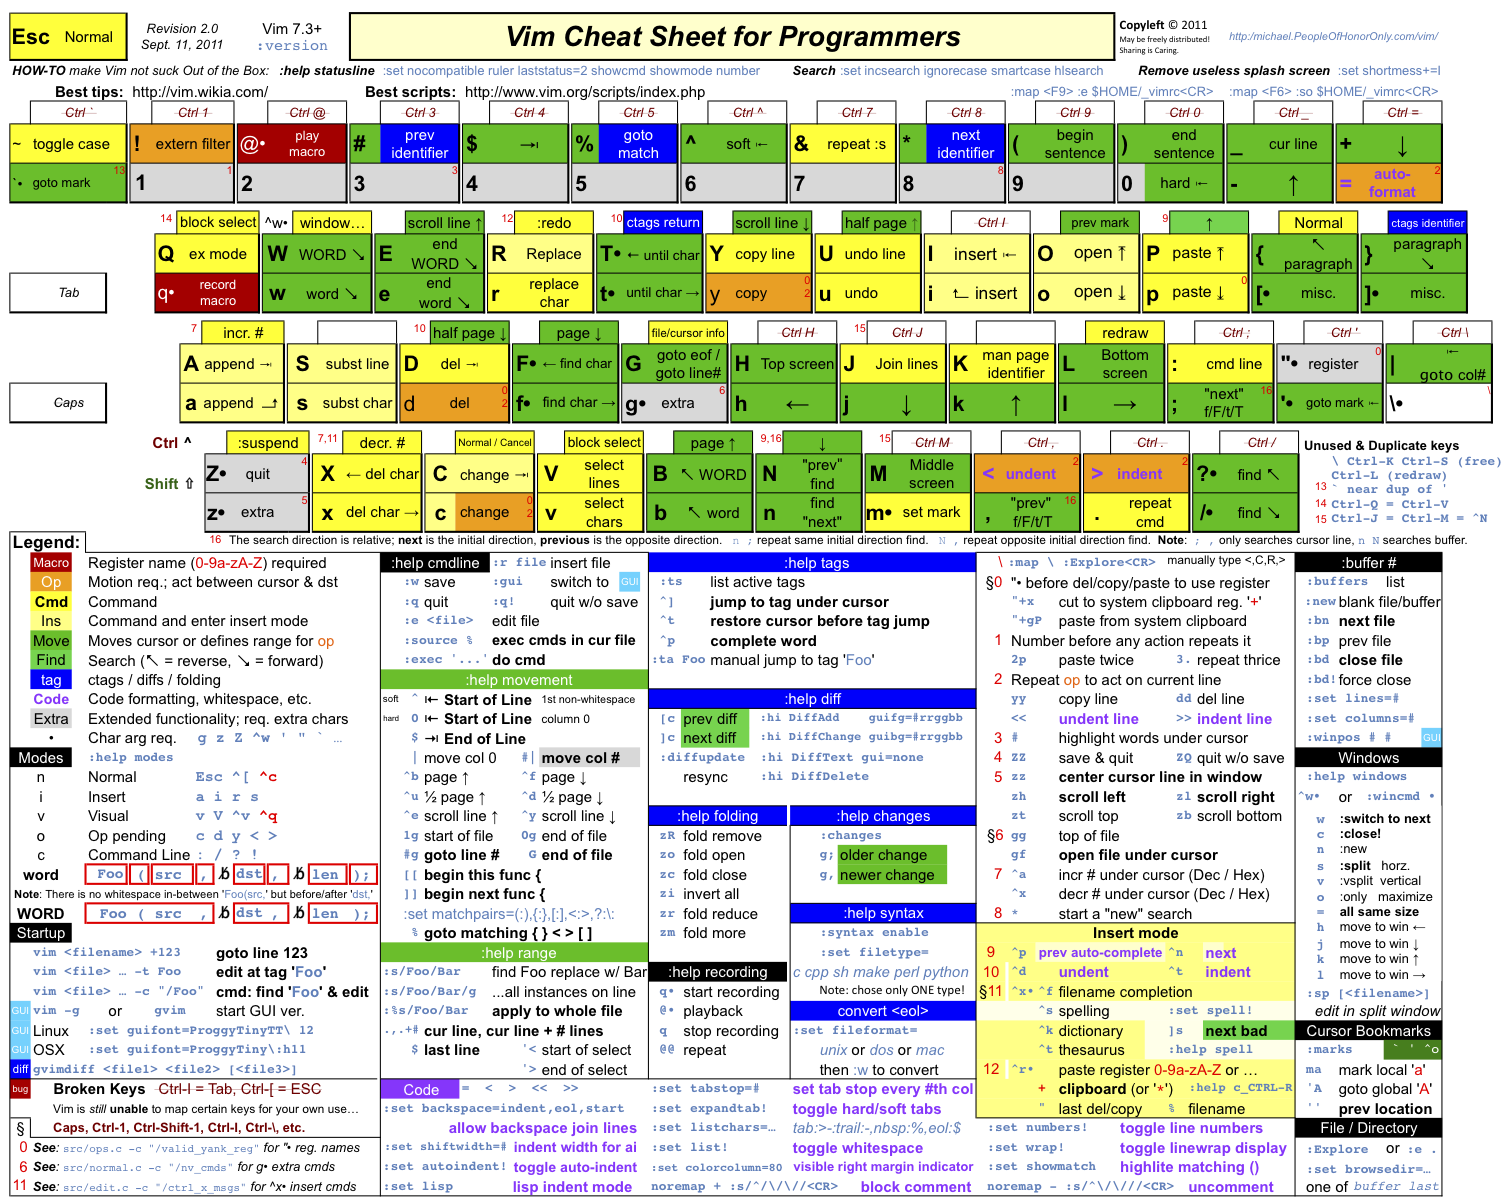 Esc Normal
Revision 2.0
Sept. 11, 2011
Vim 7.3+
:version
Vim Cheat Sheet for Programmers
Copyleft © 2011
May be freely distributed!
Sharing is Caring.
http://michael.PeopleOfHonorOnly.com/vim/
HOW-TO make Vim not suck Out of the Box: :help statusline :set nocompatible ruler laststatus=2 showcmd showmode number
Search :set incsearch ignorecase smartcase hlsearch
Remove useless splash screen :set shortmess+=I
Best tips: http://vim.wikia.com/
Best scripts: http://www.vim.org/scripts/index.php
:map <F9> :e $HOME/_vimrc<CR> :map <F6> :so $HOME/_vimrc<CR>
Ctrl ` Ctrl 1 Ctrl @ Ctrl 3 Ctrl 4 Ctrl 5 Ctrl ^ Ctrl 7 Ctrl 8 Ctrl 9 Ctrl 0 Ctrl _ Ctrl =
~ toggle case
! extern filter
@• play macro
# prev identifier
$ ⇥
% goto match
^ soft ⇤
& repeat :s
* next identifier
( begin sentence
) end sentence
_ cur line
+ ↓
`• goto mark 13
1 1
2
3 3
4
5
6
7
8 8
9
0 hard ⇤
- ↑
= auto-format 2
14 block select
^w• window…
scroll line ↑
12 :redo
10 ctags return
scroll line ↓
half page ↑
Ctrl I
prev mark
9 ↑
Normal
ctags identifier
Q ex mode
W WORD ↘
E end WORD ↘
R Replace
T• ← until char
Y copy line
U undo line
I insert ⇤
O open ↑
P paste ↑
{ ↖ paragraph
} paragraph ↘
Tab
q• record macro
w word ↘
e end word ↘
r replace char
t• until char →
y copy 0 2
u undo
i insert
o open ↓
p paste ↓ 0
[• misc.
]• misc.
7 incr. #
10 half page ↓
page ↓
file/cursor info
Ctrl H
15 Ctrl J
redraw
Ctrl ;
Ctrl '
Ctrl \
A append ⇥
S subst line
D del ⇥
F• ← find char
G goto eof / goto line#
H Top screen
J Join lines
K man page identifier
L Bottom screen
: cmd line
"• register 0
| ⇤ goto col#
Caps
a append
s subst char
d del 0 2
f• find char →
g• extra 6
h ←
j ↓
k ↑
l →
; "next" f/F/t/T 16
'• goto mark ⇤
\•
Ctrl ^
:suspend
7,11 decr. #
Normal / Cancel
block select
page ↑
9,16 ↓
15 Ctrl M
Ctrl ,
Ctrl .
Ctrl /
Shift ⇧
Z• quit 4
X ← del char
C change ⇥
V select lines
B ↖ WORD
N "prev" find
M Middle screen
< undent 2
> indent 2
?• find ↖
z• extra 5
x del char →
c change 0 2
v select chars
b ↖ word
n find "next"
m• set mark
, "prev" f/F/t/T 16
. repeat cmd
/• find ↘
Unused & Duplicate keys
\ Ctrl-K Ctrl-S (free)
Ctrl-L (redraw)
13 ` near dup of '
14 Ctrl-Q = Ctrl-V
15 Ctrl-J = Ctrl-M = ^N
16 The search direction is relative; next is the initial direction, previous is the opposite direction. n ; repeat same initial direction find. N , repeat opposite initial direction find. Note: ; , only searches cursor line, n N searches buffer.
Legend:
Macro Register name (0-9a-zA-Z) required
Op Motion req.; act between cursor & dst
Cmd Command
Ins Command and enter insert mode
Move Moves cursor or defines range for op
Find Search (↖ = reverse, ↘ = forward)
tag ctags / diffs / folding
Code Code formatting, whitespace, etc.
Extra Extended functionality; req. extra chars
• Char arg req. g z Z ^w ' " ` …
Modes :help modes
n Normal Esc ^[ ^c
i Insert a i r s
v Visual v V ^v ^q
o Op pending c d y < >
c Command Line : / ? !
word Foo ( src , ␢ dst , ␢ len );
Note: There is no whitespace in-between 'Foo(src,' but before/after 'dst,'
WORD Foo ( src , ␢ dst , ␢ len );
Startup
vim <filename> +123 goto line 123
vim <file> … -t Foo edit at tag 'Foo'
vim <file> … -c "/Foo" cmd: find 'Foo' & edit
GUI vim -g or gvim start GUI ver.
GUI Linux :set guifont=ProggyTinyTT\ 12
GUI OSX :set guifont=ProggyTiny\:h11
diff gvimdiff <file1> <file2> [<file3>]
bug Broken Keys Ctrl-I = Tab, Ctrl-[ = ESC
Vim is still unable to map certain keys for your own use…
Caps, Ctrl-1, Ctrl-Shift-1, Ctrl-I, Ctrl-\, etc.
§
0 See: src/ops.c -c "/valid_yank_reg" for "• reg. names
6 See: src/normal.c -c "/nv_cmds" for g• extra cmds
11 See: src/edit.c -c "/ctrl_x_msgs" for ^x• insert cmds
:help cmdline :r file insert file
:w save :gui switch to GUI
:q quit :q! quit w/o save
:e <file> edit file
:source % exec cmds in cur file
:exec '...' do cmd
:help movement
soft ^ ⇤ Start of Line 1st non-whitespace
hard 0 ⇤ Start of Line column 0
$ ⇥ End of Line
| move col 0 #| move col #
^b page ↑ ^f page ↓
^u ½ page ↑ ^d ½ page ↓
^e scroll line ↑ ^y scroll line ↓
1g start of file 0g end of file
#g goto line # G end of file
[[ begin this func {
]] begin next func {
:set matchpairs=(:),{:},[:],<:>,?:\:
% goto matching { } < > [ ]
:help range
:s/Foo/Bar find Foo replace w/ Bar
:s/Foo/Bar/g ...all instances on line
:%s/Foo/Bar apply to whole file
.,.+# cur line, cur line + # lines
$ last line '< start of select
'> end of select
:help tags
:ts list active tags
^] jump to tag under cursor
^t restore cursor before tag jump
^p complete word
:ta Foo manual jump to tag 'Foo'
:help diff
[c prev diff :hi DiffAdd guifg=#rrggbb
]c next diff :hi DiffChange guibg=#rrggbb
:diffupdate :hi DiffText gui=none
resync :hi DiffDelete
:help folding
zR fold remove
zo fold open
zc fold close
zi invert all
zr fold reduce
zm fold more
:help recording
q• start recording
@• playback
q stop recording
@@ repeat
:help changes
:changes
g; older change
g, newer change
:help syntax
:syntax enable
:set filetype=
c cpp sh make perl python
Note: chose only ONE type!
convert <eol>
:set fileformat=
unix or dos or mac
then :w to convert
\ :map \ :Explore<CR> manually type <,C,R,>
§0 "• before del/copy/paste to use register
"+x cut to system clipboard reg. '+'
"+gP paste from system clipboard
1 Number before any action repeats it
2p paste twice 3. repeat thrice
2 Repeat op to act on current line
yy copy line dd del line
<< undent line >> indent line
3 # highlight words under cursor
4 ZZ save & quit ZQ quit w/o save
5 zz center cursor line in window
zh scroll left zl scroll right
zt scroll top zb scroll bottom
§6 gg top of file
gf open file under cursor
7 ^a incr # under cursor (Dec / Hex)
^x decr # under cursor (Dec / Hex)
8 * start a "new" search
Insert mode
9 ^p prev auto-complete ^n next
10 ^d undent ^t indent
§11 ^x• ^f filename completion
^s spelling :set spell!
^k dictionary ]s next bad
^t thesaurus :help spell
12 ^r• paste register 0-9a-zA-Z or …
+ clipboard (or '*') :help c_CTRL-R
" last del/copy % filename
:buffer #
:buffers list
:new blank file/buffer
:bn next file
:bp prev file
:bd close file
:bd! force close
:set lines=#
:set columns=#
:winpos # # GUI
Windows
:help windows
^w• or :wincmd •
w :switch to next
c :close!
n :new
s :split horz.
v :vsplit vertical
o :only maximize
= all same size
h move to win ←
j move to win ↓
k move to win ↑
l move to win →
:sp [<filename>]
edit in split window
Cursor Bookmarks
:marks ` ' ^o
ma mark local 'a'
'A goto global 'A'
'' prev location
File / Directory
:Explore or :e .
:set browsedir=…
one of buffer last
Code = < > << >>
:set backspace=indent,eol,start
allow backspace join lines
:set shiftwidth=# indent width for ai
:set autoindent! toggle auto-indent
:set lisp lisp indent mode
:set tabstop=# set tab stop every #th col
:set expandtab! toggle hard/soft tabs
:set listchars=… tab:>-:trail:-,nbsp:%,eol:$
:set list! toggle whitespace
:set colorcolumn=80 visible right margin indicator
noremap + :s/^/\/\//<CR> block comment
:set numbers! toggle line numbers
:set wrap! toggle linewrap display
:set showmatch highlite matching ()
noremap - :s/^\/\///<CR> uncomment